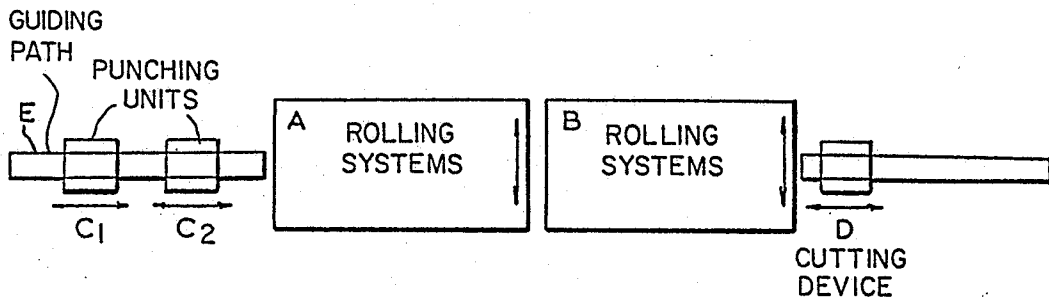 GUIDING
PATH
E
PUNCHING
UNITS
C1
C2
A
ROLLING
SYSTEMS
B
ROLLING
SYSTEMS
D
CUTTING
DEVICE